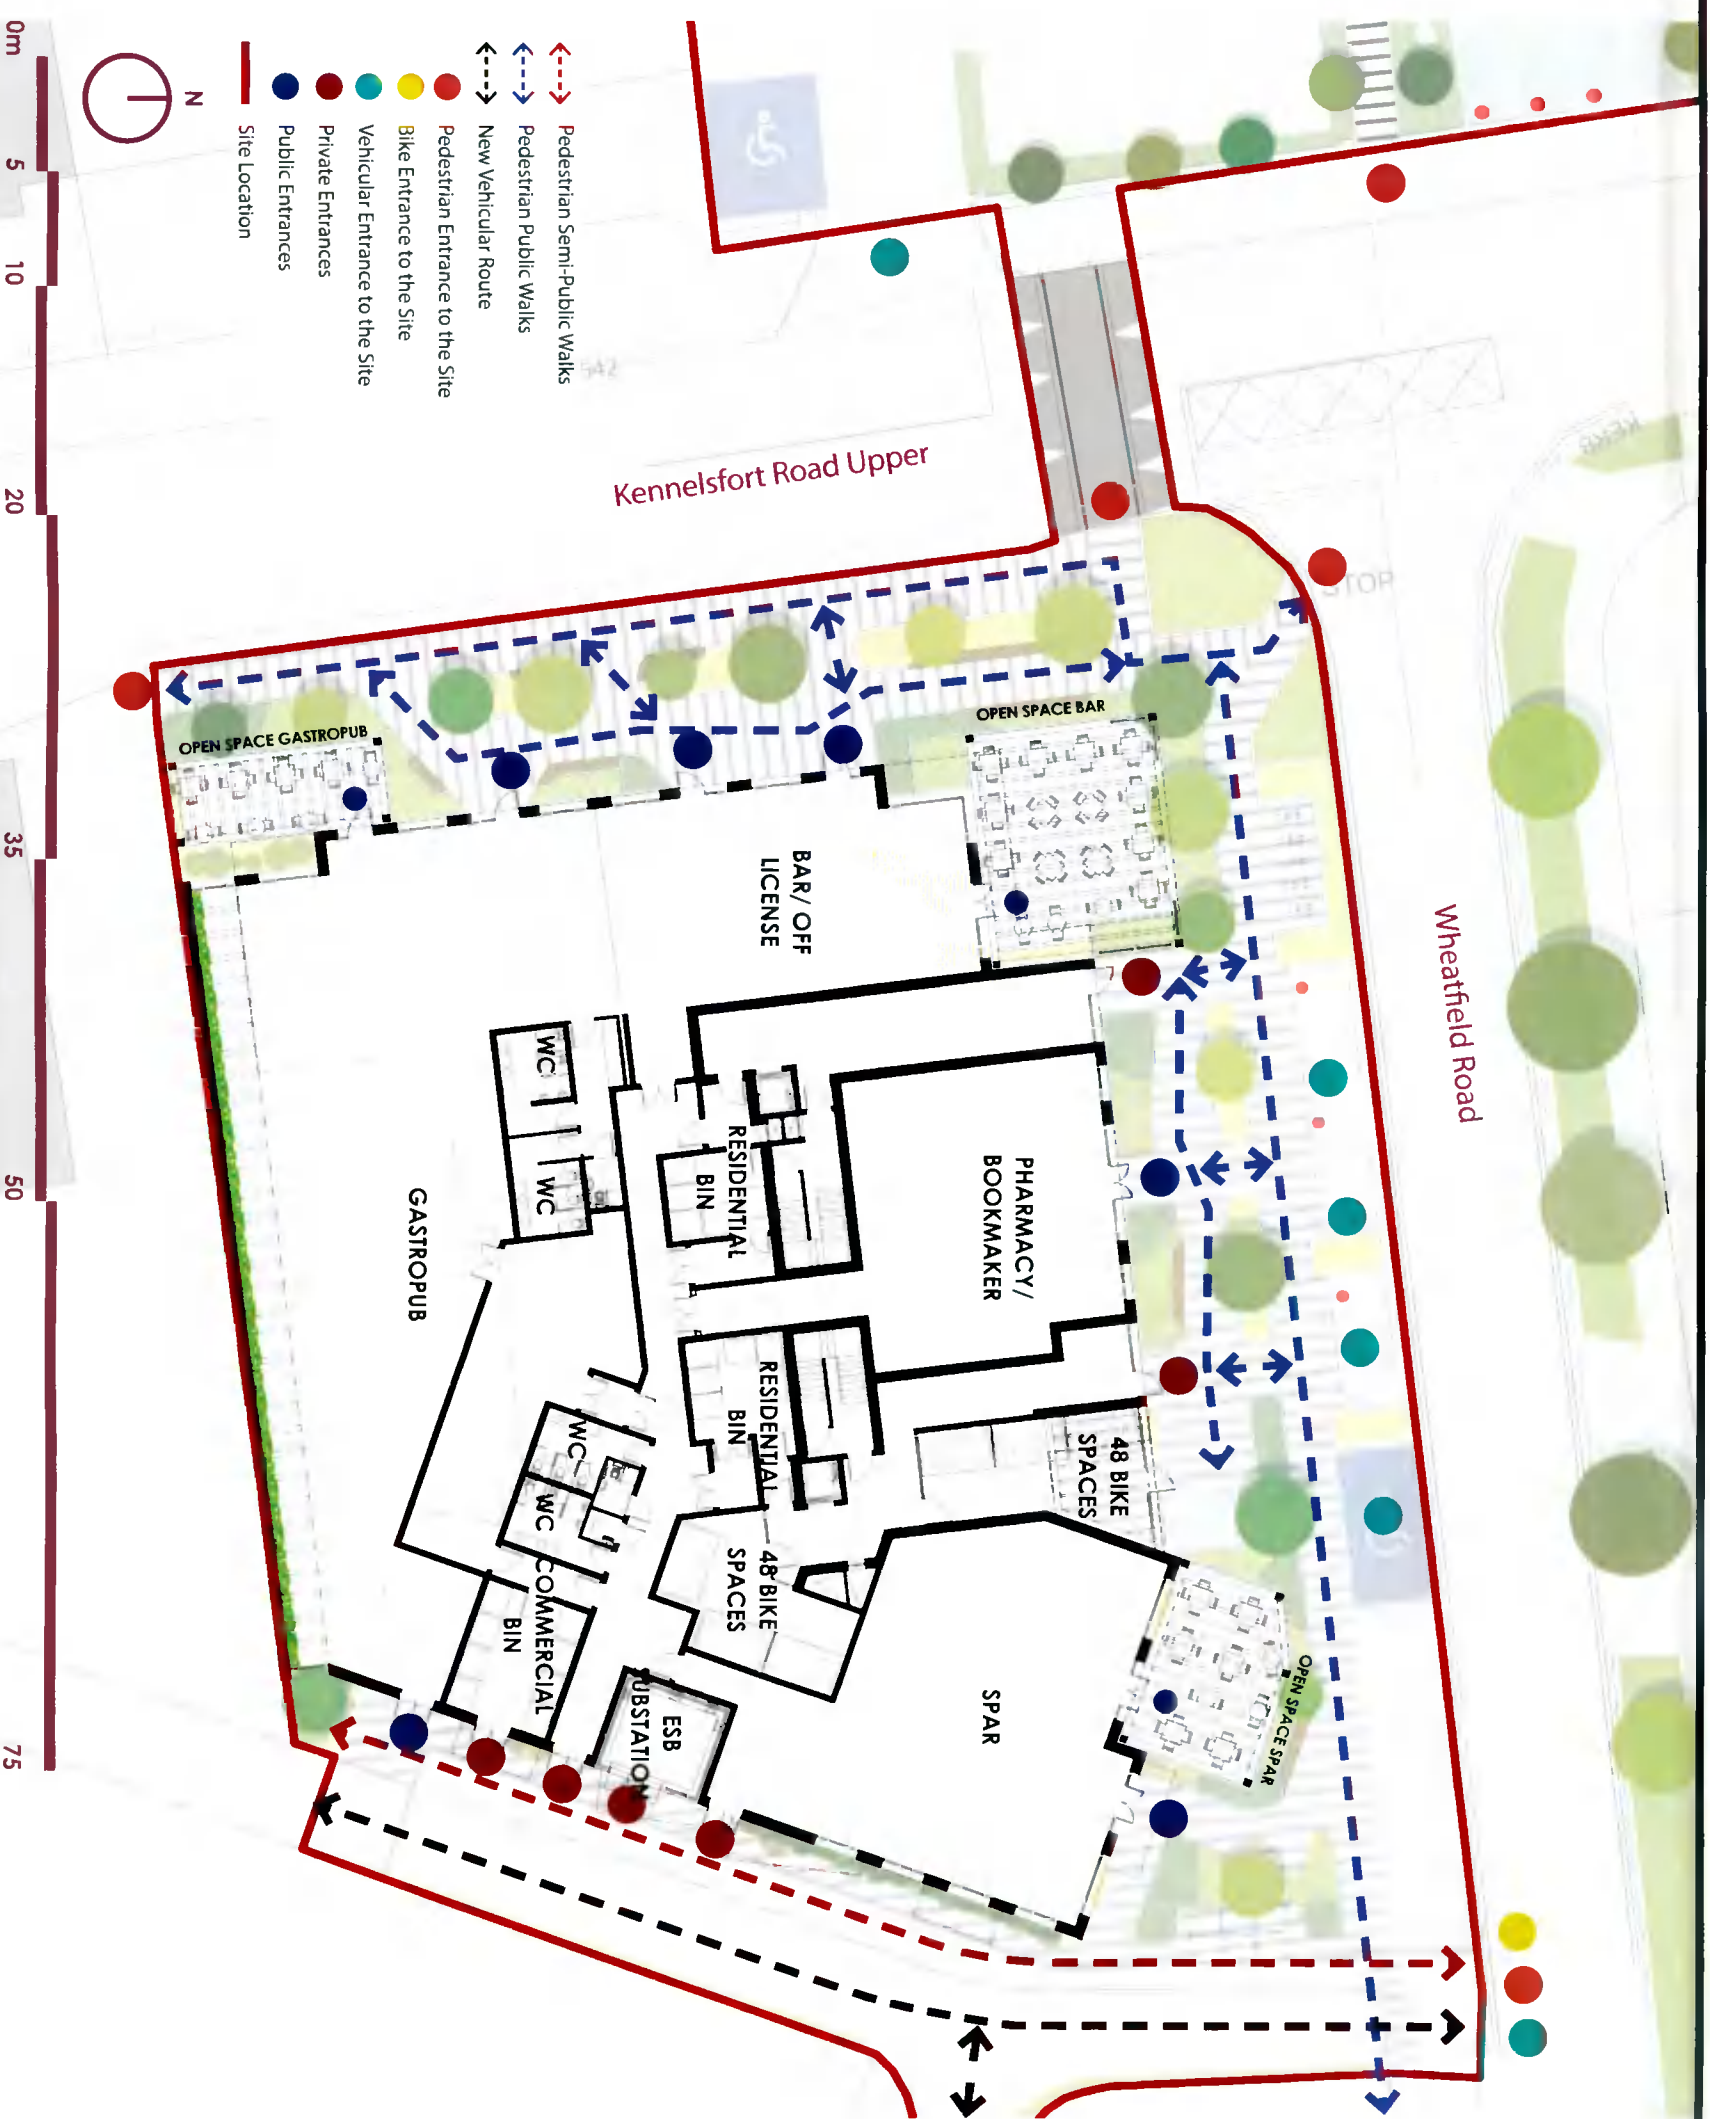 Pedestrian Semi-Public Walks
Pedestrian Public Walks
New Vehicular Route
Pedestrian Entrance to the Site
Bike Entrance to the Site
Vehicular Entrance to the Site
Private Entrances
Public Entrances
Site Location
N
0m
5
10
20
35
50
75
542
Kennelsfort Road Upper
Wheatfield Road
KERB
STOP
OPEN SPACE GASTROPUB
OPEN SPACE BAR
BAR/ OFF
LICENSE
PHARMACY/
BOOKMAKER
WC
WC
RESIDENTIAL
BIN
GASTROPUB
RESIDENTIAL
BIN
48 BIKE
SPACES
WC
WC
48 BIKE
SPACES
COMMERCIAL
BIN
ESB
SUBSTATION
SPAR
OPEN SPACE SPAR